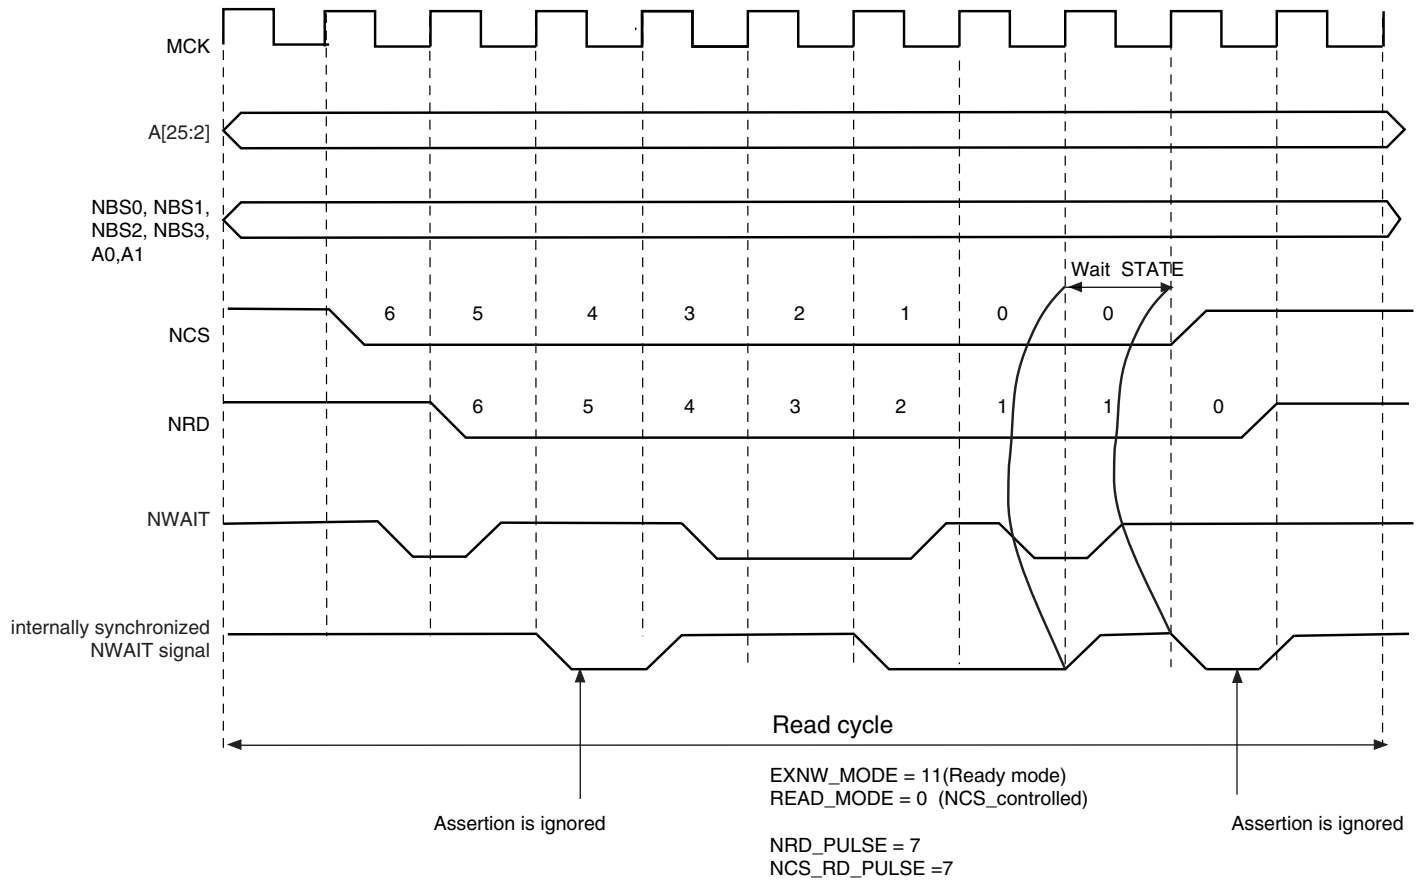 MCK
A[25:2]
NBS0, NBS1,
NBS2, NBS3,
A0,A1
Wait STATE
NCS
6 5 4 3 2 1 0 0
NRD
6 5 4 3 2 1 1 0
NWAIT
internally synchronized
NWAIT signal
Read cycle
EXNW_MODE = 11(Ready mode)
READ_MODE = 0 (NCS_controlled)
Assertion is ignored
Assertion is ignored
NRD_PULSE = 7
NCS_RD_PULSE =7